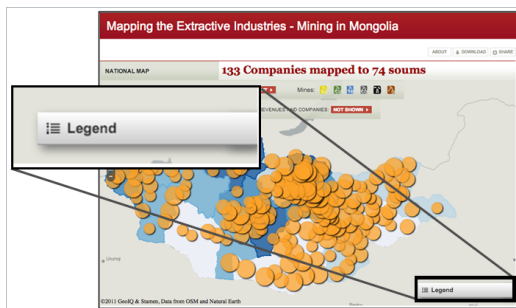 Mapping the Extractive Industries - Mining in Mongolia
ABOUT DOWNLOAD SHARE
NATIONAL MAP
133 Companies mapped to 74 soums
Mines:
REVENUES AND COMPANIES: NOT SHOWN
Legend
Legend
©2011 GeoIQ & Stamen, Data from OSM and Natural Earth